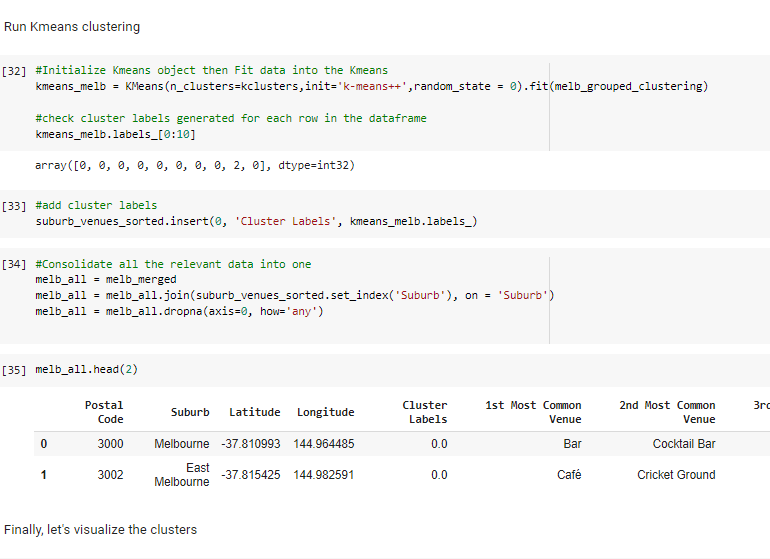 Run Kmeans clustering
[32] #Initialize Kmeans object then Fit data into the Kmeans
kmeans_melb = KMeans(n_clusters=kclusters,init='k-means++',random_state = 0).fit(melb_grouped_clustering)
#check cluster labels generated for each row in the dataframe
kmeans_melb.labels_[0:10]
array([0, 0, 0, 0, 0, 0, 0, 0, 2, 0], dtype=int32)
[33] #add cluster labels
suburb_venues_sorted.insert(0, 'Cluster Labels', kmeans_melb.labels_)
[34] #Consolidate all the relevant data into one
melb_all = melb_merged
melb_all = melb_all.join(suburb_venues_sorted.set_index('Suburb'), on = 'Suburb')
melb_all = melb_all.dropna(axis=0, how='any')
[35] melb_all.head(2)
Postal Code Suburb Latitude Longitude Cluster Labels 1st Most Common Venue 2nd Most Common Venue 3rd
0 3000 Melbourne -37.810993 144.964485 0.0 Bar Cocktail Bar
1 3002 East Melbourne -37.815425 144.982591 0.0 Café Cricket Ground
Finally, let's visualize the clusters